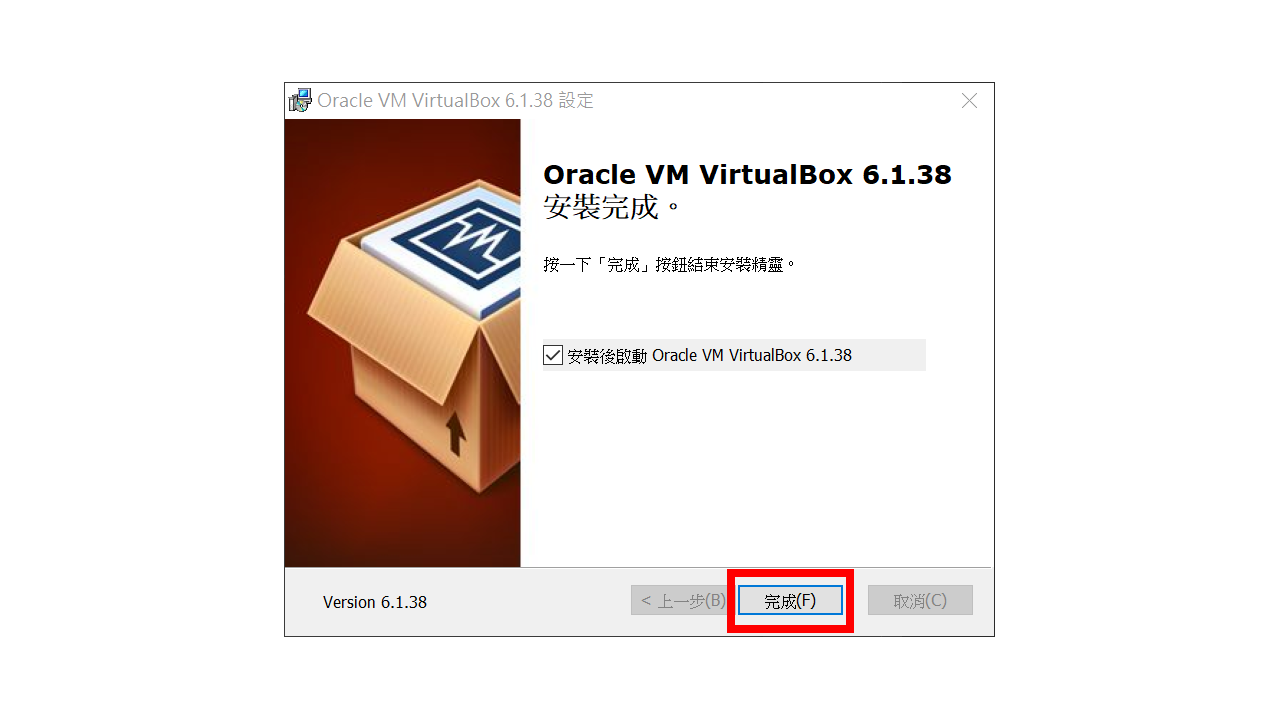 Oracle VM VirtualBox 6.1.38 設定
Oracle VM VirtualBox 6.1.38
安裝完成。
按一下「完成」按鈕結束安裝精靈。
安裝後啟動 Oracle VM VirtualBox 6.1.38
Version 6.1.38
< 上一步(B)
完成(F)
取消(C)